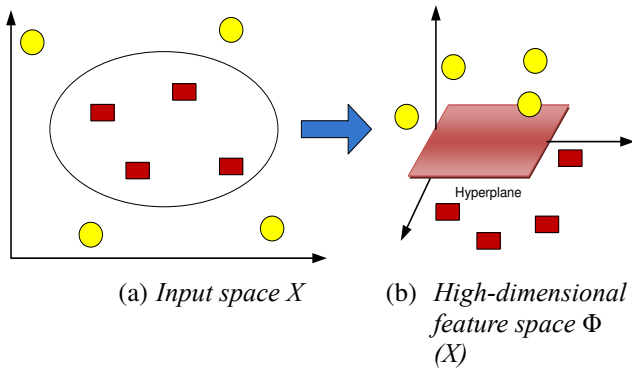 Hyperplane
(a) Input space X
(b) High-dimensional
feature space Φ
(X)